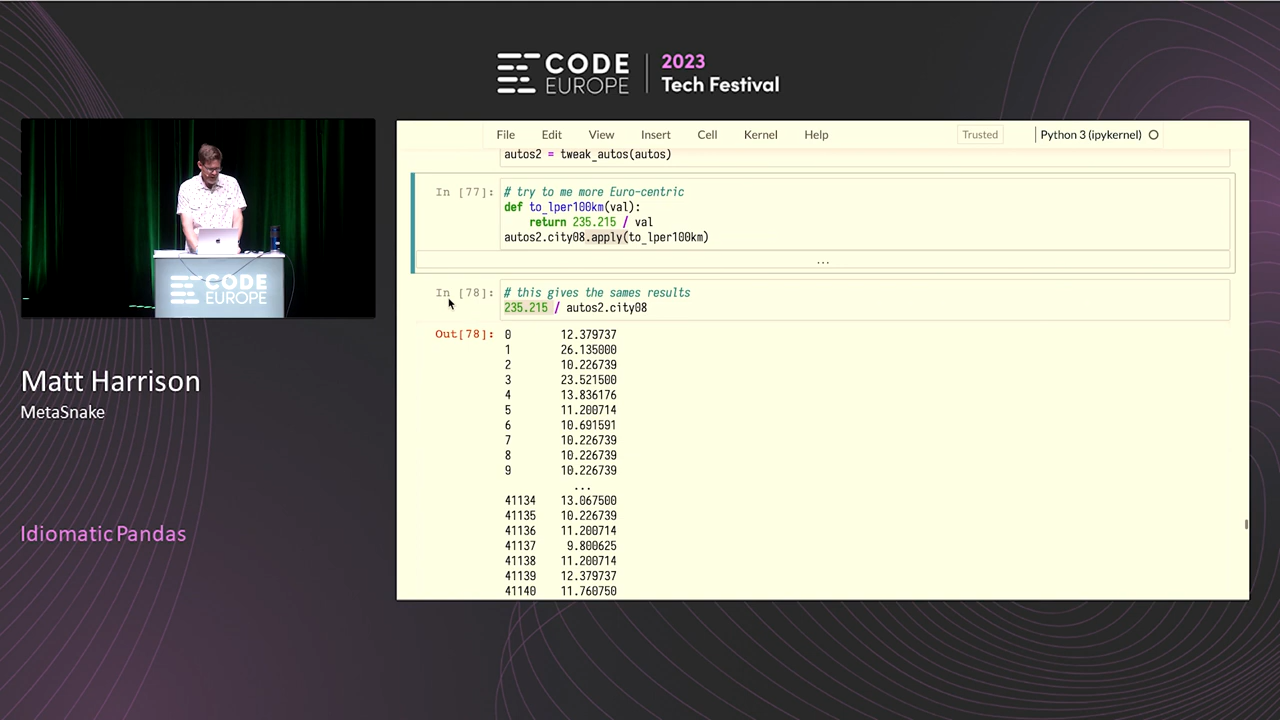 CODE
EUROPE
2023
Tech Festival
File Edit View Insert Cell Kernel Help Trusted Python 3 (ipykernel)
autos2 = tweak_autos(autos)
In [77]: # try to me more Euro-centric
def to_lper100km(val):
return 235.215 / val
autos2.city08.apply(to_lper100km)
...
In [78]: # this gives the sames results
235.215 / autos2.city08
Out[78]: 0 12.379737
1 26.135000
2 10.226739
3 23.521500
4 13.836176
5 11.200714
6 10.691591
7 10.226739
8 10.226739
9 10.226739
...
41134 13.067500
41135 10.226739
41136 11.200714
41137 9.800625
41138 11.200714
41139 12.379737
41140 11.760750
CODE
EUROPE
Matt Harrison
MetaSnake
Idiomatic Pandas